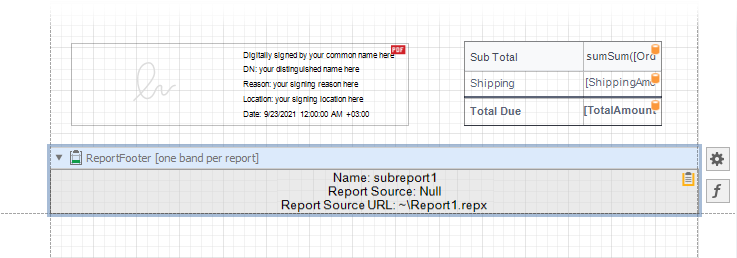 Digitally signed by your common name here
PDF
DN: your distinguished name here
Reason: your signing reason here
Location: your signing location here
Date: 9/23/2021 12:00:00 AM +03:00
Sub Total sumSum([Ord
Shipping [ShippingAmo
Total Due [TotalAmount
ReportFooter [one band per report]
Name: subreport1
Report Source: Null
Report Source URL: ~\Report1.repx
f